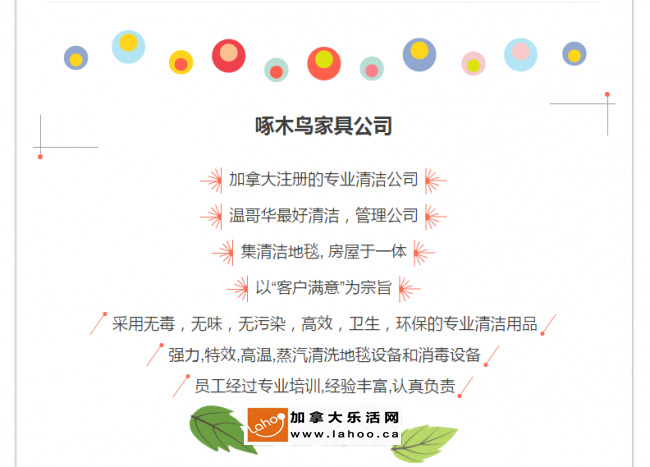 啄木鸟家具公司
加拿大注册的专业清洁公司
温哥华最好清洁，管理公司
集清洁地毯, 房屋于一体
以“客户满意”为宗旨
采用无毒，无味，无污染，高效，卫生，环保的专业清洁用品
强力,特效,高温,蒸汽清洗地毯设备和消毒设备
员工经过专业培训,经验丰富,认真负责
Lahoo
加拿大乐活网
www.lahoo.ca